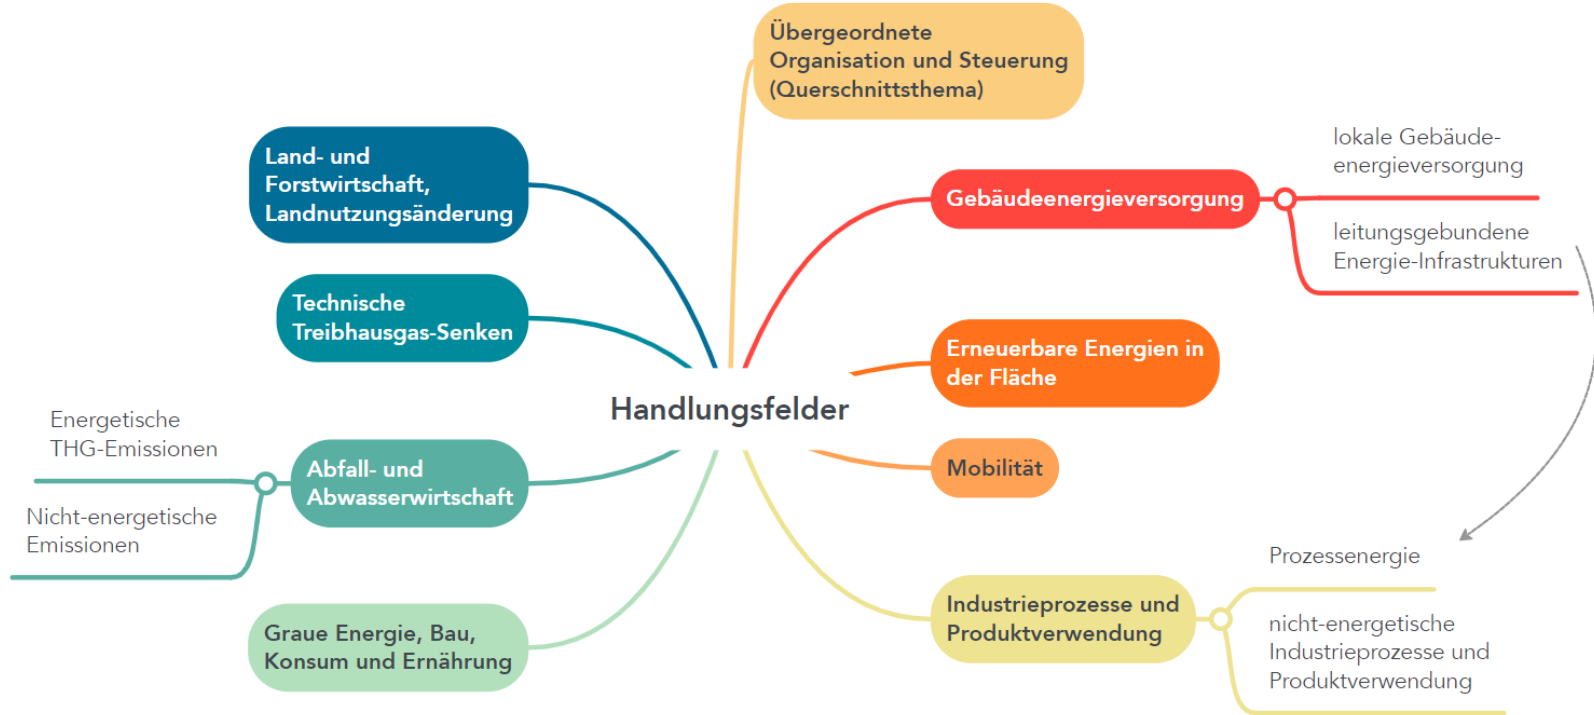 Übergeordnete
Organisation und Steuerung
(Querschnittsthema)
Land- und
Forstwirtschaft,
Landnutzungsänderung
Technische
Treibhausgas-Senken
Energetische
THG-Emissionen
Nicht-energetische
Emissionen
Abfall- und
Abwasserwirtschaft
Graue Energie, Bau,
Konsum und Ernährung
Handlungsfelder
Gebäudeenergieversorgung
lokale Gebäude-
energieversorgung
leitungsgebundene
Energie-Infrastrukturen
Erneuerbare Energien in
der Fläche
Mobilität
Industrieprozesse und
Produktverwendung
Prozessenergie
nicht-energetische
Industrieprozesse und
Produktverwendung